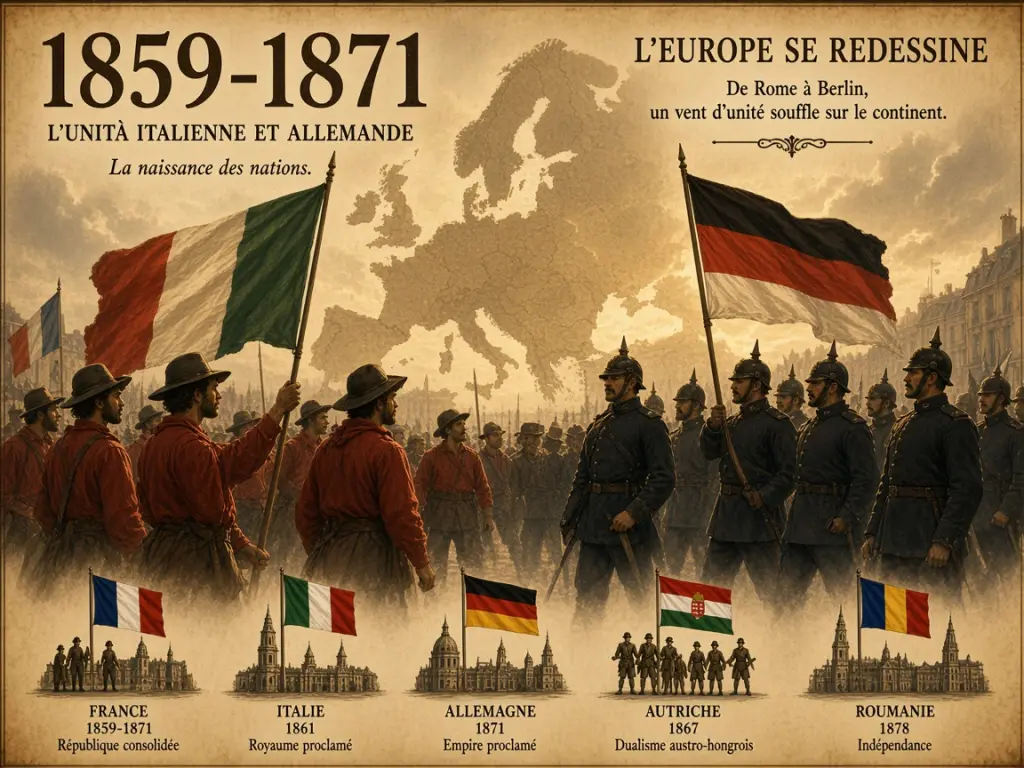 1859-1871
L'UNITÀ ITALIENNE ET ALLEMANDE
La naissance des nations.
L'EUROPE SE REDESSINE
De Rome à Berlin,
un vent d'unité souffle sur le continent.
FRANCE
1859-1871
République consolidée
ITALIE
1861
Royaume proclamé
ALLEMAGNE
1871
Empire proclamé
AUTRICHE
1867
Dualisme austro-hongrois
ROUMANIE
1878
Indépendance